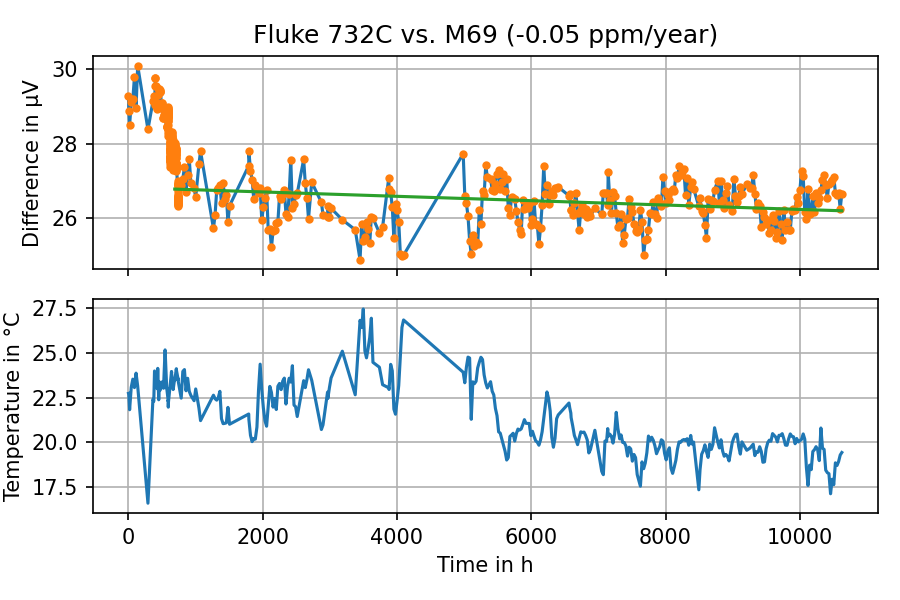 Fluke 732C vs. M69 (-0.05 ppm/year)
Difference in µV
30
28
26
Temperature in °C
27.5
25.0
22.5
20.0
17.5
0 2000 4000 6000 8000 10000
Time in h